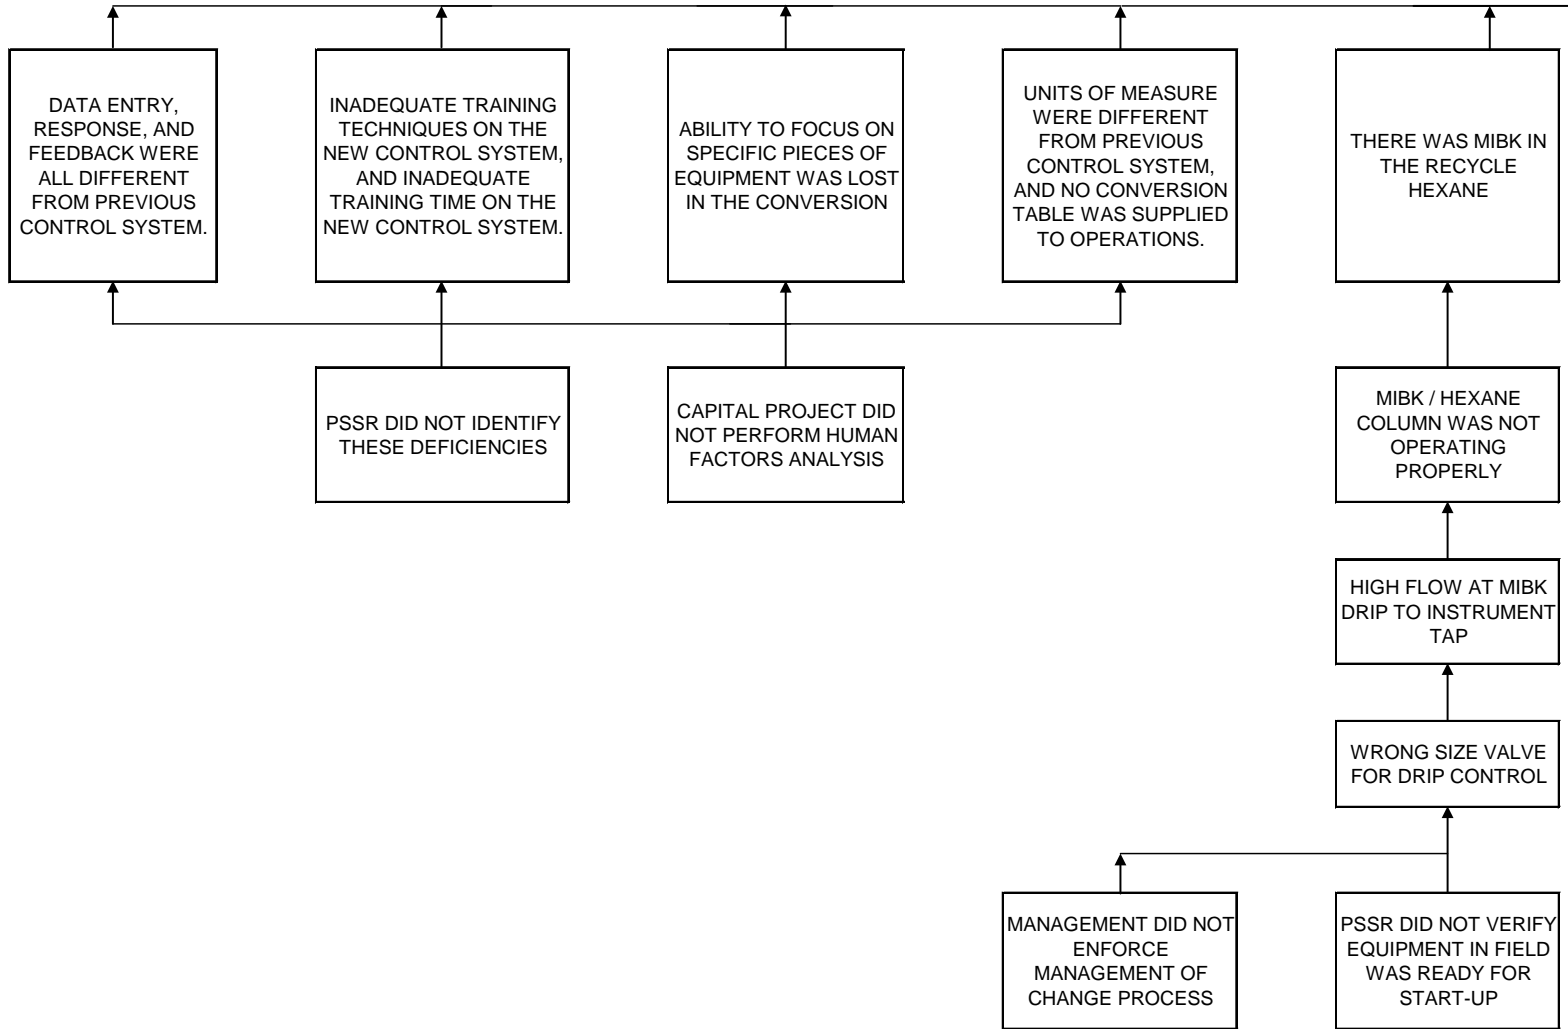 DATA ENTRY,
RESPONSE, AND
FEEDBACK WERE
ALL DIFFERENT
FROM PREVIOUS
CONTROL SYSTEM.
INADEQUATE TRAINING
TECHNIQUES ON THE
NEW CONTROL SYSTEM,
AND INADEQUATE
TRAINING TIME ON THE
NEW CONTROL SYSTEM.
ABILITY TO FOCUS ON
SPECIFIC PIECES OF
EQUIPMENT WAS LOST
IN THE CONVERSION
UNITS OF MEASURE
WERE DIFFERENT
FROM PREVIOUS
CONTROL SYSTEM,
AND NO CONVERSION
TABLE WAS SUPPLIED
TO OPERATIONS.
THERE WAS MIBK IN
THE RECYCLE
HEXANE
PSSR DID NOT IDENTIFY
THESE DEFICIENCIES
CAPITAL PROJECT DID
NOT PERFORM HUMAN
FACTORS ANALYSIS
MIBK / HEXANE
COLUMN WAS NOT
OPERATING
PROPERLY
HIGH FLOW AT MIBK
DRIP TO INSTRUMENT
TAP
WRONG SIZE VALVE
FOR DRIP CONTROL
MANAGEMENT DID NOT
ENFORCE
MANAGEMENT OF
CHANGE PROCESS
PSSR DID NOT VERIFY
EQUIPMENT IN FIELD
WAS READY FOR
START-UP